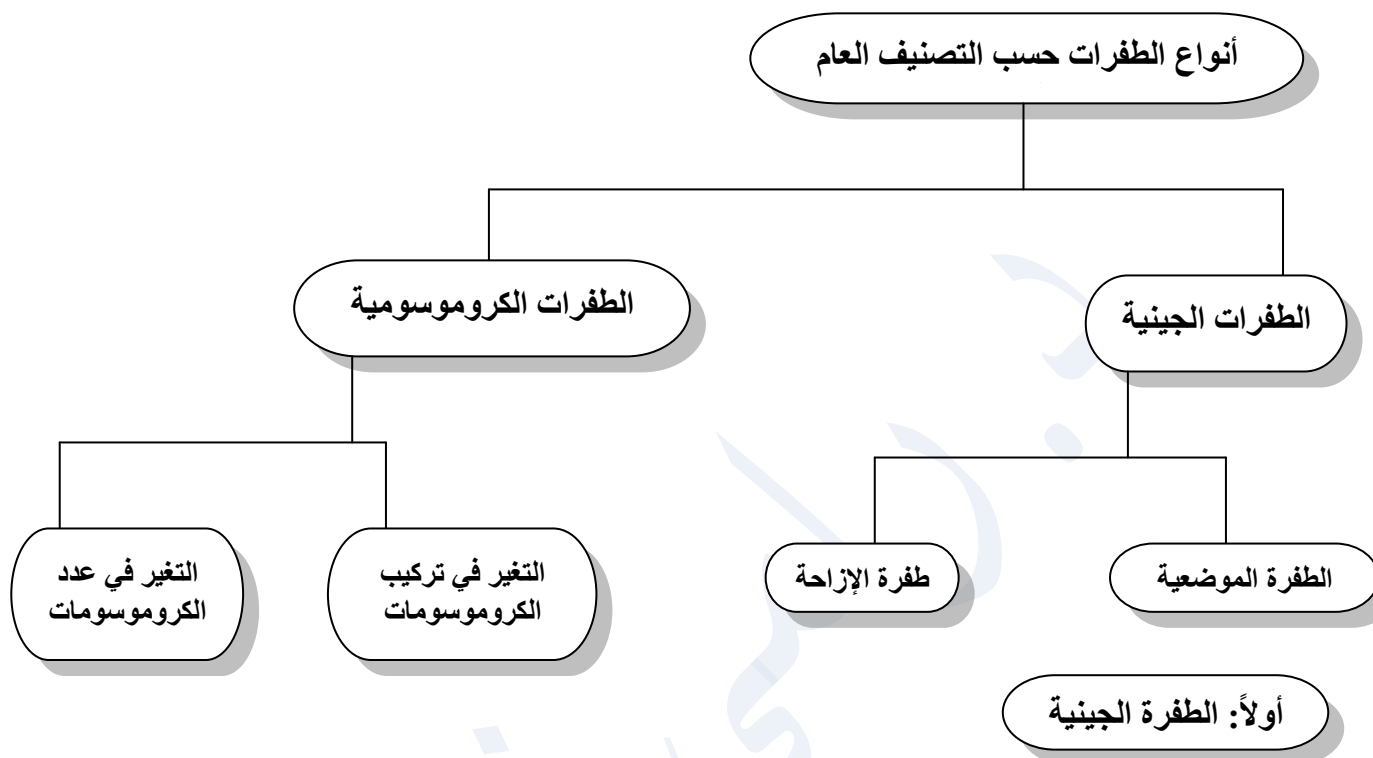 أنواع الطفرات حسب التصنيف العام
الطفرات الجينية
الطفرات الكروموسومية
الطفرة الموضعية
طفرة الإزاحة
التغير في تركيب
الكروموسومات
التغير في عدد
الكروموسومات
أولاً: الطفرة الجينية